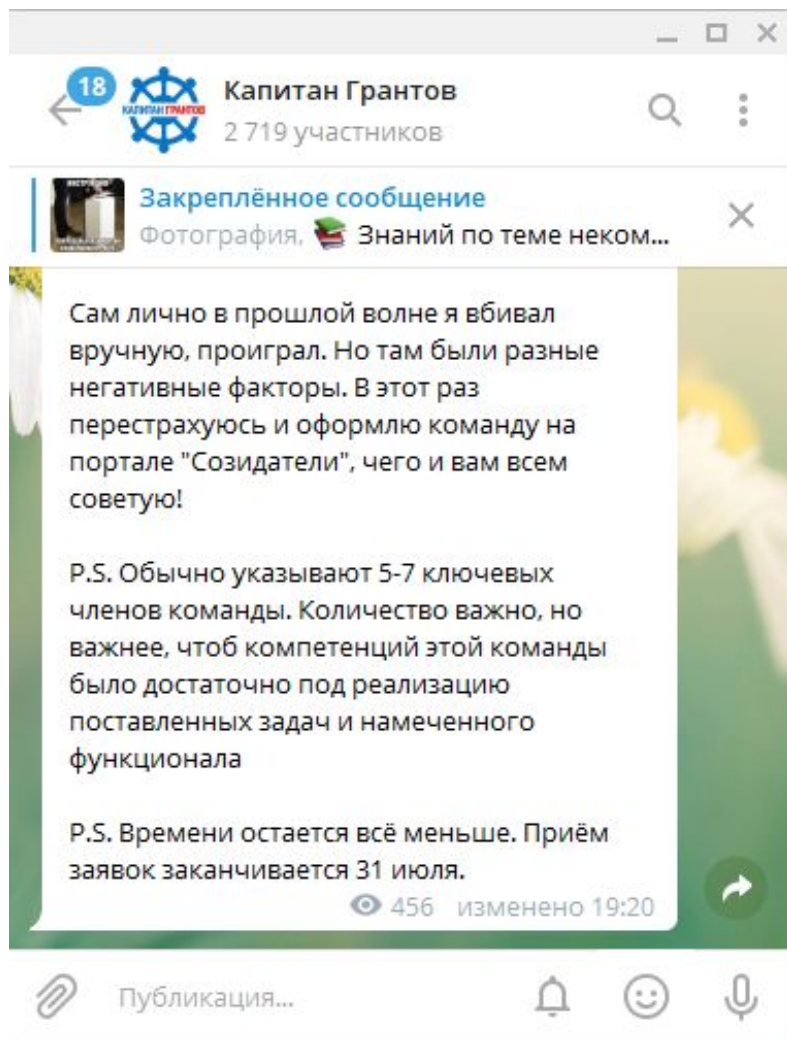 18
КАПИТАН ГРАНТОВ
Капитан Грантов
2 719 участников
Закреплённое сообщение
Фотография, 📚 Знаний по теме неком...
Сам лично в прошлой волне я вбивал
вручную, проиграл. Но там были разные
негативные факторы. В этот раз
перестрахуюсь и оформлю команду на
портале "Созидатели", чего и вам всем
советую!
P.S. Обычно указывают 5-7 ключевых
членов команды. Количество важно, но
важнее, чтоб компетенций этой команды
было достаточно под реализацию
поставленных задач и намеченного
функционала
P.S. Времени остается всё меньше. Приём
заявок заканчивается 31 июля.
456 изменено 19:20
Публикация...